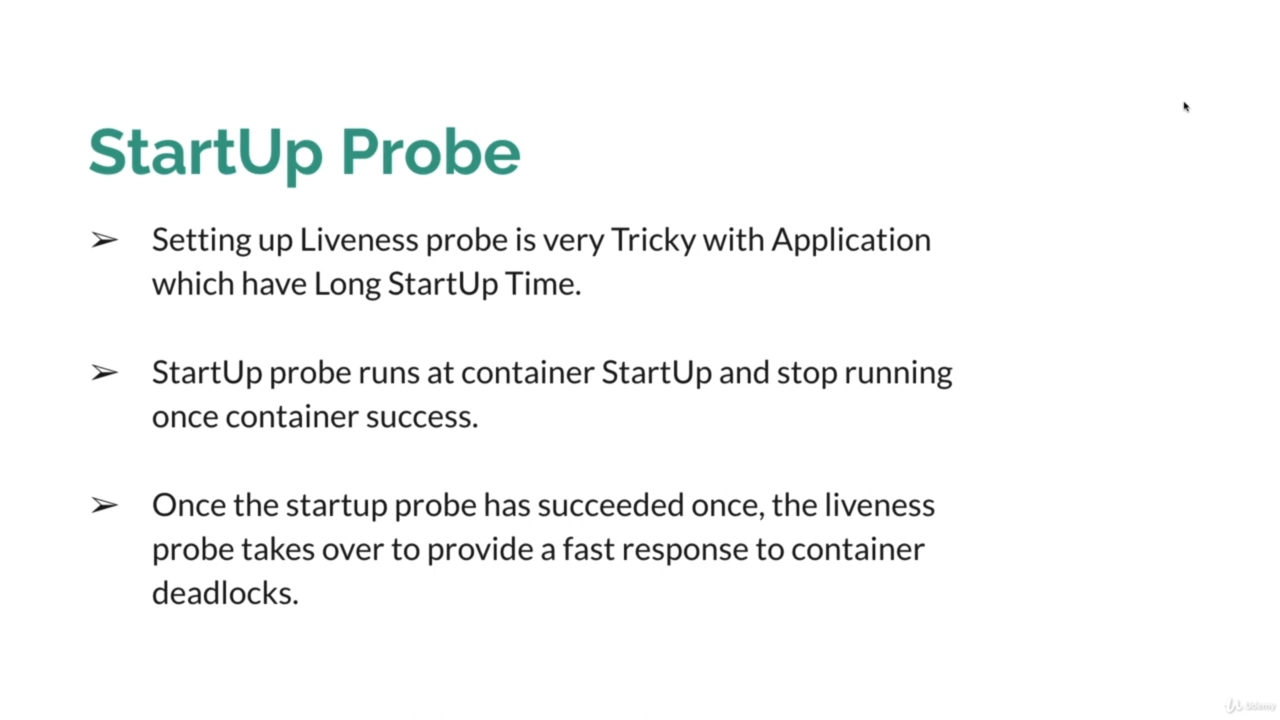 StartUp Probe
➢ Setting up Liveness probe is very Tricky with Application
which have Long StartUp Time.
➢ StartUp probe runs at container StartUp and stop running
once container success.
➢ Once the startup probe has succeeded once, the liveness
probe takes over to provide a fast response to container
deadlocks.
Udemy